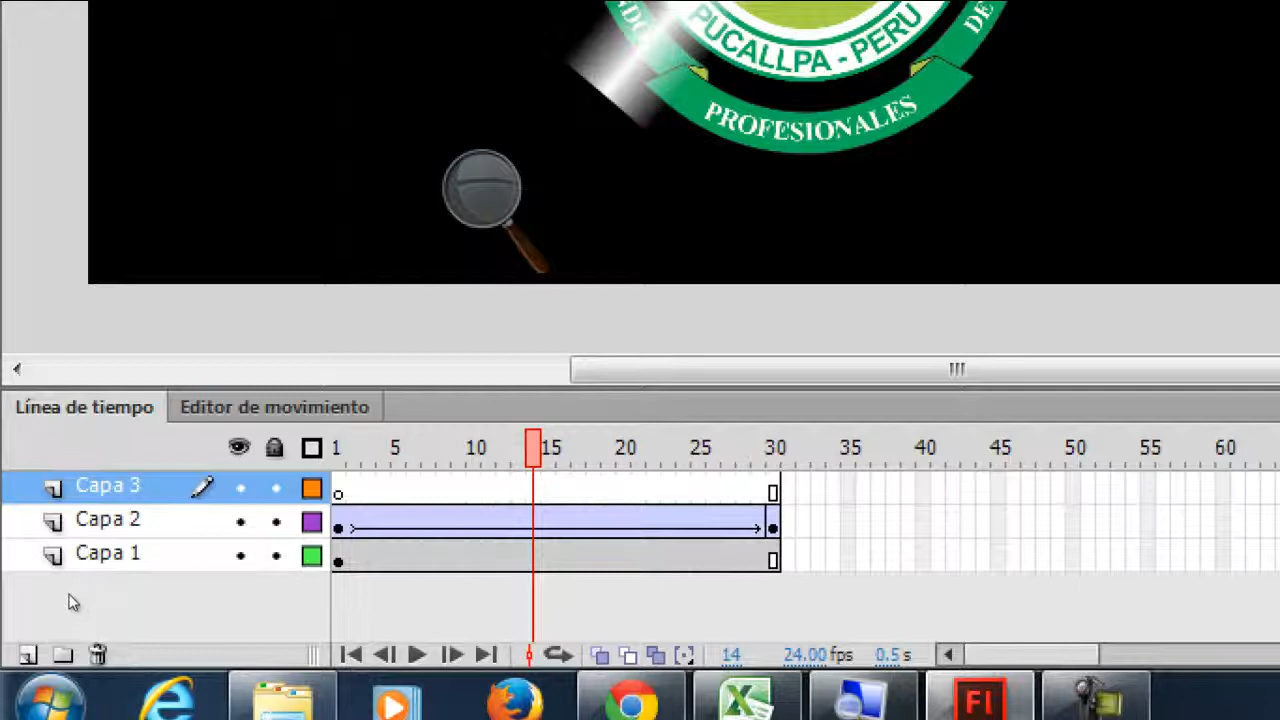 PUCALLPA - PERU
DE
PROFESIONALES
Línea de tiempo
Editor de movimiento
1 5 10 15 20 25 30 35 40 45 50 55 60
Capa 3
Capa 2
Capa 1
14 24.00 fps 0.5 s
Fl